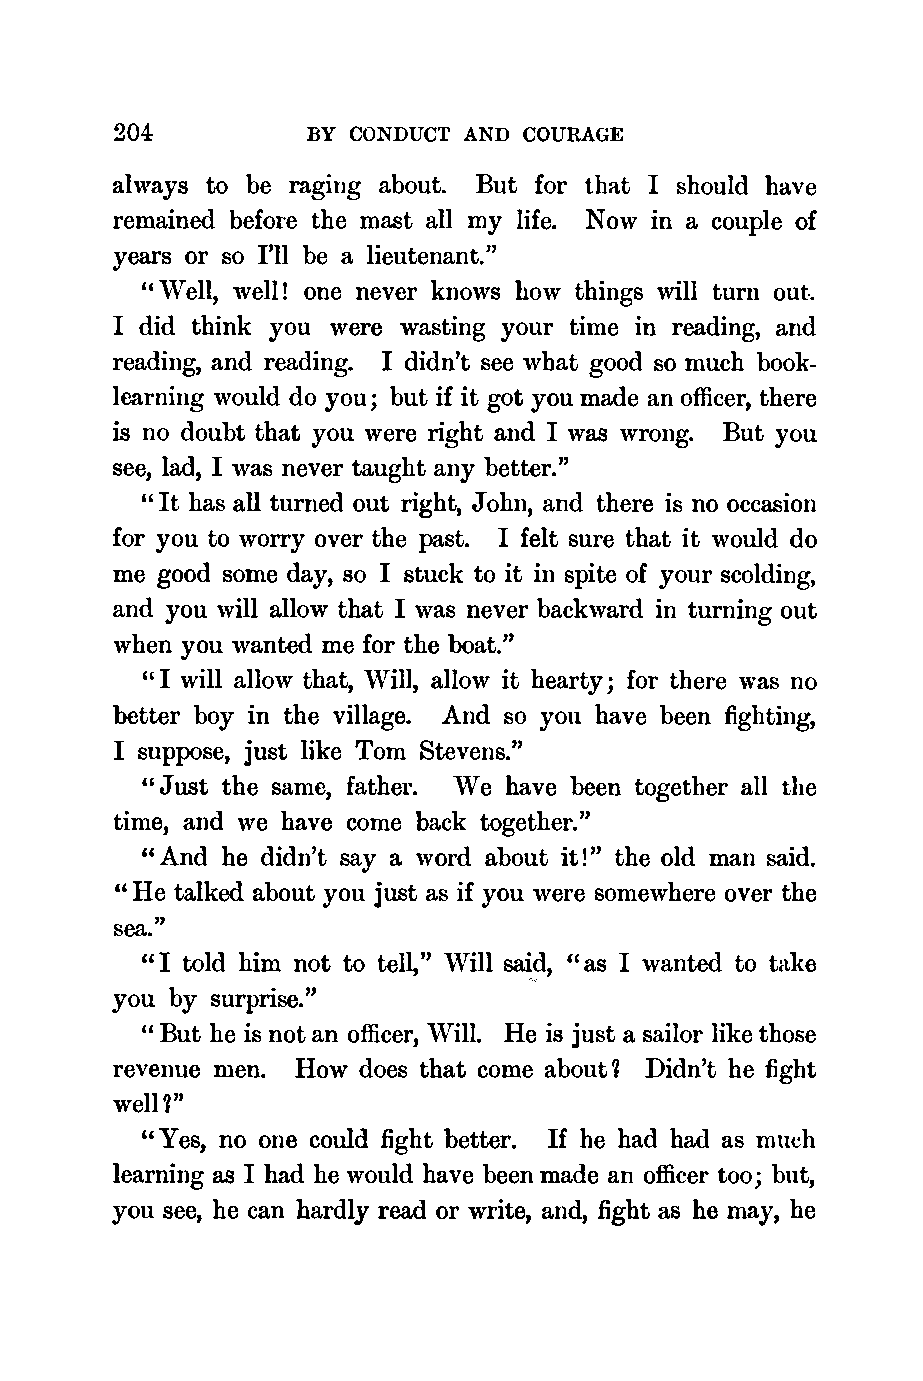 204 BY CONDUCT AND COURAGE
always to be raging about. But for that I should have
remained before the mast all my life. Now in a couple of
years or so I'll be a lieutenant."
"Well, well! one never knows how things will turn out.
I did think you were wasting your time in reading, and
reading, and reading. I didn't see what good so much book-
learning would do you; but if it got you made an officer, there
is no doubt that you were right and I was wrong. But you
see, lad, I was never taught any better."
"It has all turned out right, John, and there is no occasion
for you to worry over the past. I felt sure that it would do
me good some day, so I stuck to it in spite of your scolding,
and you will allow that I was never backward in turning out
when you wanted me for the boat."
"I will allow that, Will, allow it hearty; for there was no
better boy in the village. And so you have been fighting,
I suppose, just like Tom Stevens."
"Just the same, father. We have been together all the
time, and we have come back together."
"And he didn't say a word about it!" the old man said.
"He talked about you just as if you were somewhere over the
sea."
"I told him not to tell," Will said, "as I wanted to take
you by surprise."
"But he is not an officer, Will. He is just a sailor like those
revenue men. How does that come about? Didn't he fight
well?"
"Yes, no one could fight better. If he had had as much
learning as I had he would have been made an officer too; but,
you see, he can hardly read or write, and, fight as he may, he